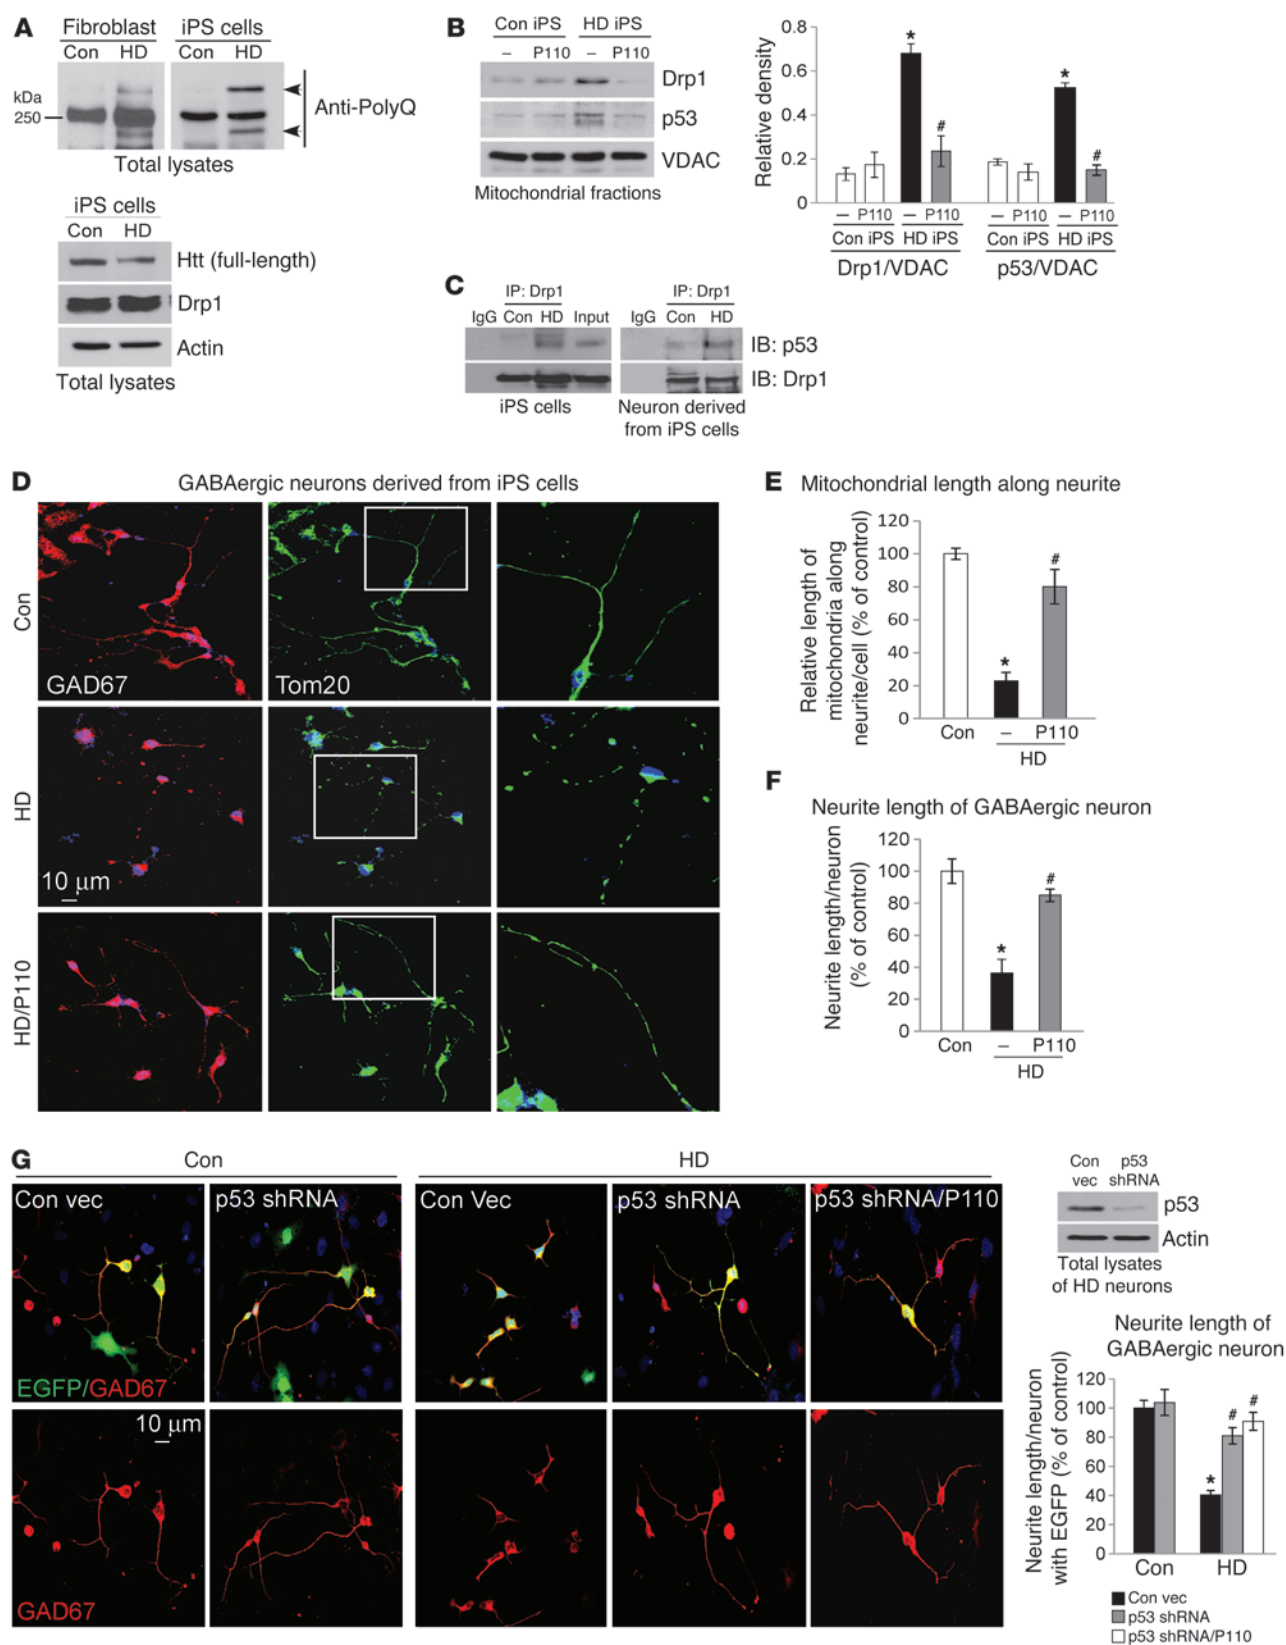 A
Fibroblast
iPS cells
Con HD Con HD
kDa
250
Anti-PolyQ
Total lysates
iPS cells
Con HD
Htt (full-length)
Drp1
Actin
Total lysates
B
Con iPS HD iPS
– P110 – P110
Drp1
p53
VDAC
Mitochondrial fractions
Relative density
0.8
0.6
0.4
0.2
0
* # * #
– P110 – P110 – P110 – P110
Con iPS HD iPS Con iPS HD iPS
Drp1/VDAC p53/VDAC
C
IP: Drp1 IP: Drp1
IgG Con HD Input IgG Con HD
IB: p53
IB: Drp1
iPS cells
Neuron derived
from iPS cells
D
GABAergic neurons derived from iPS cells
Con
GAD67
Tom20
HD
10 µm
HD/P110
E
Mitochondrial length along neurite
Relative length of
mitochondria along
neurite/cell (% of control)
120
100
80
60
40
20
0
* #
Con – P110
HD
F
Neurite length of GABAergic neuron
Neurite length/neuron
(% of control)
120
100
80
60
40
20
0
* #
Con – P110
HD
G
Con
HD
Con vec
p53 shRNA
Con Vec
p53 shRNA
p53 shRNA/P110
EGFP/GAD67
10 µm
GAD67
Con
vec
p53
shRNA
p53
Actin
Total lysates
of HD neurons
Neurite length of
GABAergic neuron
Neurite length/neuron
with EGFP (% of control)
120
100
80
60
40
20
0
* # #
Con HD
Con vec
p53 shRNA
p53 shRNA/P110